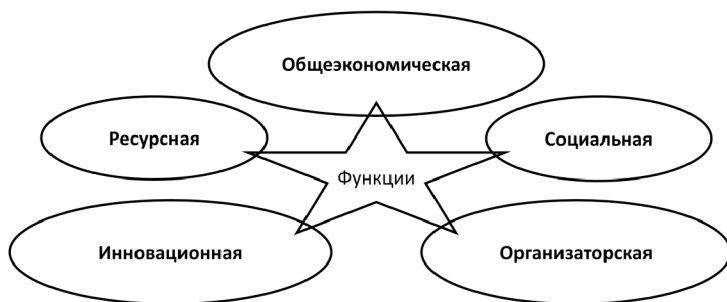 Общеэкономическая
Ресурсная
Социальная
Функции
Инновационная
Организаторская